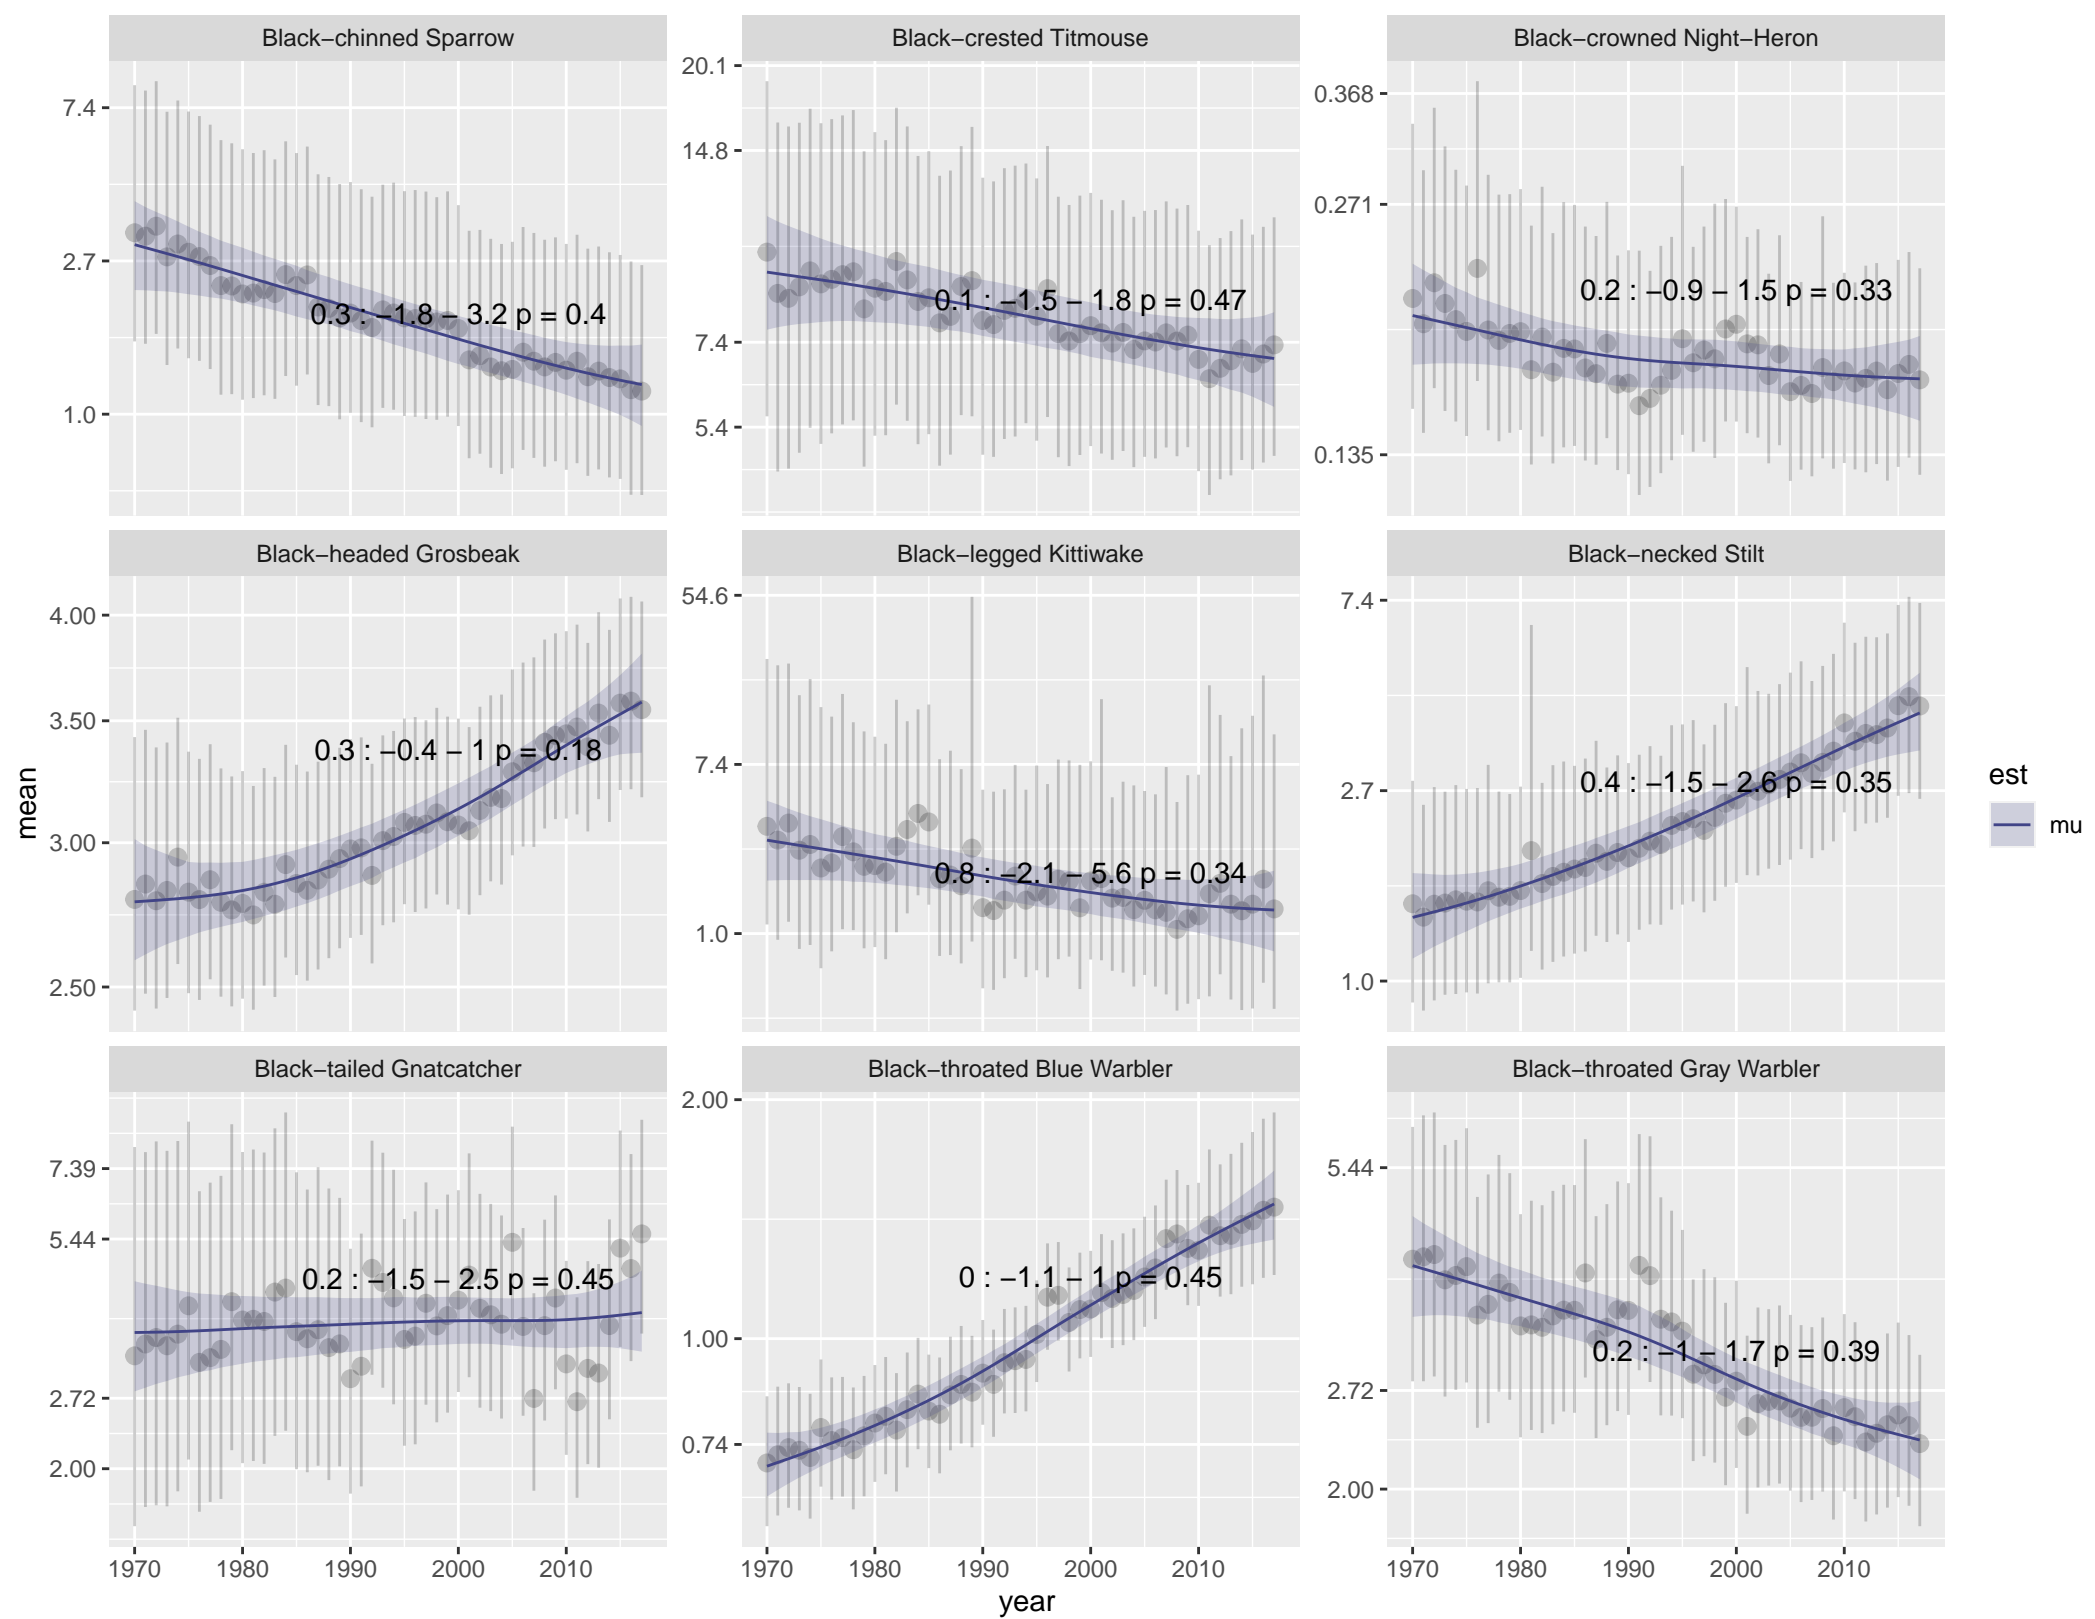 Black−chinned Sparrow
Black−crested Titmouse
Black−crowned Night−Heron
7.4
2.7
1.0
0.3 : −1.8 − 3.2 p = 0.4
20.1
14.8
7.4
5.4
0.1 : −1.5 − 1.8 p = 0.47
0.368
0.271
0.135
0.2 : −0.9 − 1.5 p = 0.33
Black−headed Grosbeak
Black−legged Kittiwake
Black−necked Stilt
4.00
3.50
3.00
2.50
0.3 : −0.4 − 1 p = 0.18
54.6
7.4
1.0
0.8 : −2.1 − 5.6 p = 0.34
7.4
2.7
1.0
0.4 : −1.5 − 2.6 p = 0.35
Black−tailed Gnatcatcher
Black−throated Blue Warbler
Black−throated Gray Warbler
7.39
5.44
2.72
2.00
0.2 : −1.5 − 2.5 p = 0.45
2.00
1.00
0.74
0 : −1.1 − 1 p = 0.45
5.44
2.72
2.00
0.2 : −1 − 1.7 p = 0.39
1970 1980 1990 2000 2010
1970 1980 1990 2000 2010
1970 1980 1990 2000 2010
year
mean
est
mu